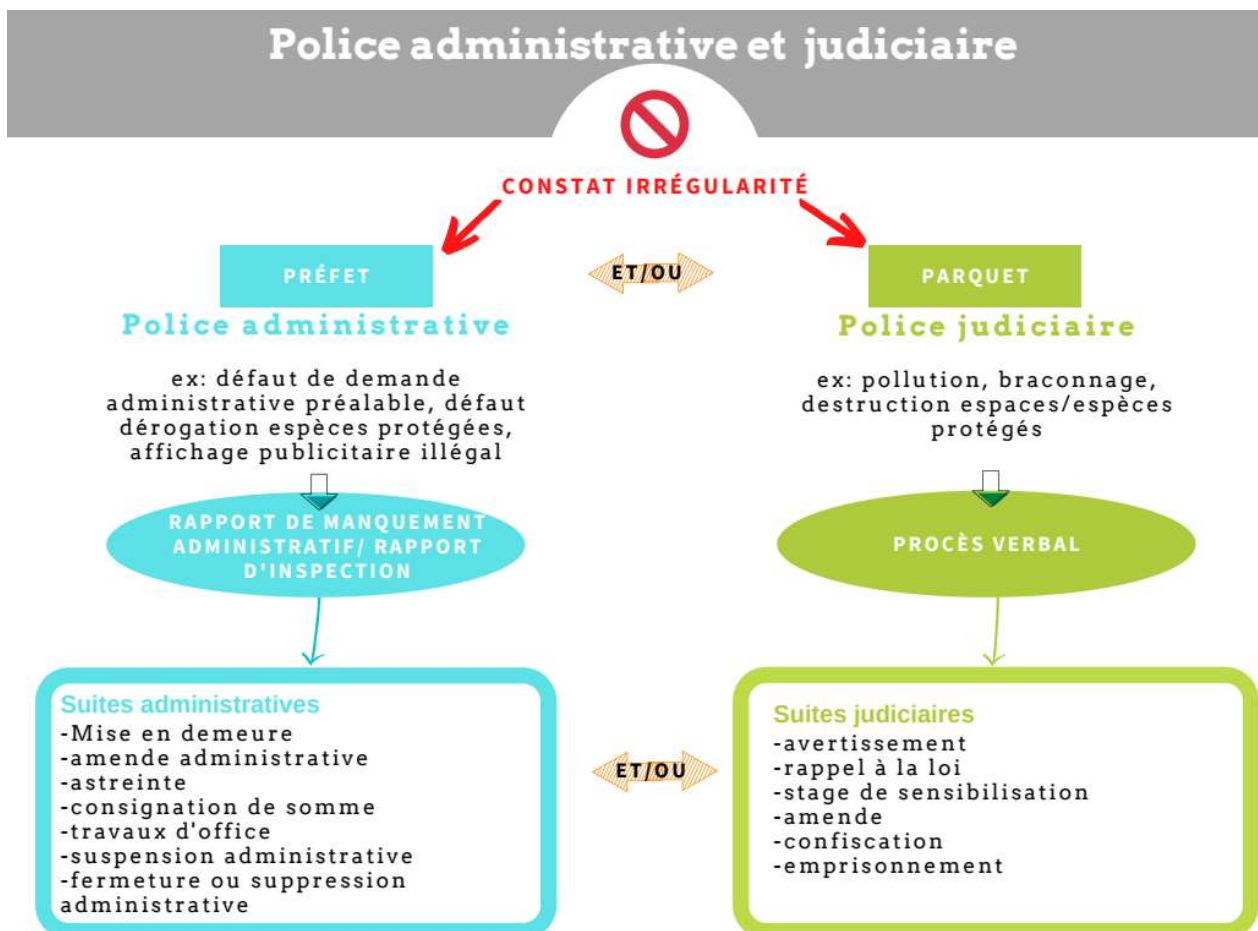 Police administrative et judiciaire
CONSTAT IRRÉGULARITÉ
PRÉFET
ET/OU
PARQUET
Police administrative
Police judiciaire
ex: défaut de demande
administrative préalable, défaut
dérogation espèces protégées,
affichage publicitaire illégal
ex: pollution, braconnage,
destruction espaces/espèces
protégés
RAPPORT DE MANQUEMENT
ADMINISTRATIF/ RAPPORT
D'INSPECTION
PROCÈS VERBAL
Suites administratives
-Mise en demeure
-amende administrative
-astreinte
-consignation de somme
-travaux d'office
-suspension administrative
-fermeture ou suppression
administrative
ET/OU
Suites judiciaires
-avertissement
-rappel à la loi
-stage de sensibilisation
-amende
-confiscation
-emprisonnement